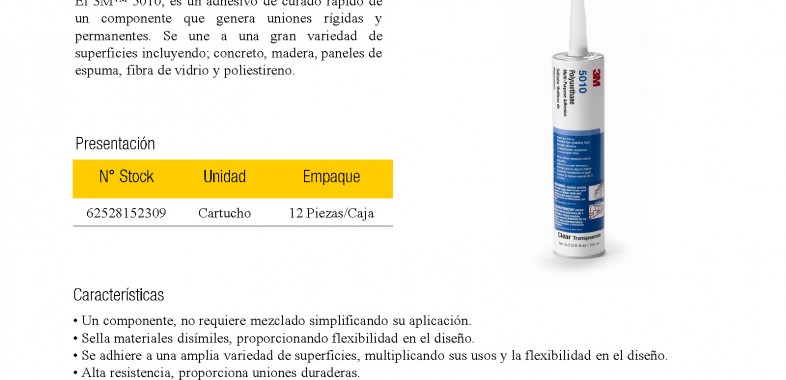 El 3M™ 5010, es un adhesivo de curado rápido de
un componente que genera uniones rígidas y
permanentes. Se une a una gran variedad de
superficies incluyendo; concreto, madera, paneles de
espuma, fibra de vidrio y poliestireno.
Presentación
N° Stock Unidad Empaque
62528152309 Cartucho 12 Piezas/Caja
3M
5010
Polyurethane
Multi-Purpose Adhesive
Clear Transparente
Características
• Un componente, no requiere mezclado simplificando su aplicación.
• Sella materiales disímiles, proporcionando flexibilidad en el diseño.
• Se adhiere a una amplia variedad de superficies, multiplicando sus usos y la flexibilidad en el diseño.
• Alta resistencia, proporciona uniones duraderas.